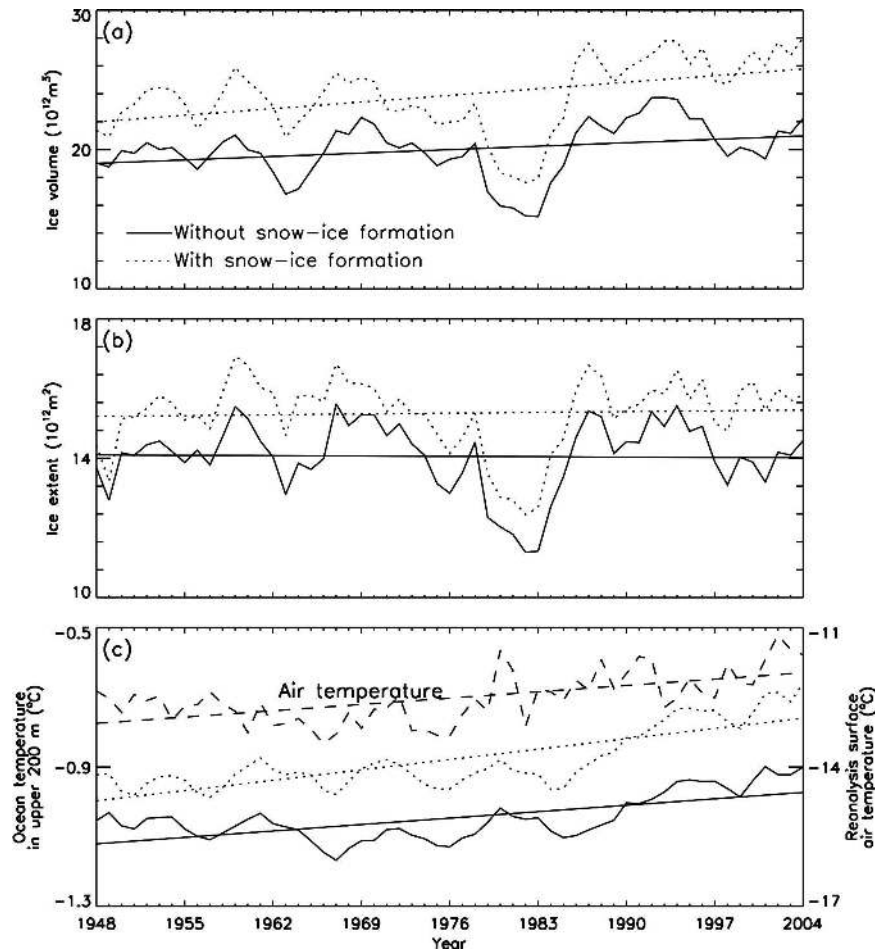 30
(a)
Ice volume (10¹²m³)
20
Without snow-ice formation
With snow-ice formation
10
18
(b)
Ice extent (10¹²m²)
14
10
-0.5
-11
(c)
Air temperature
Ocean temperature
in upper 200 m (°C)
-0.9
-14
Reanalysis surface
air temperature (°C)
-1.3
-17
1948 1955 1962 1969 1976 1983 1990 1997 2004
Year